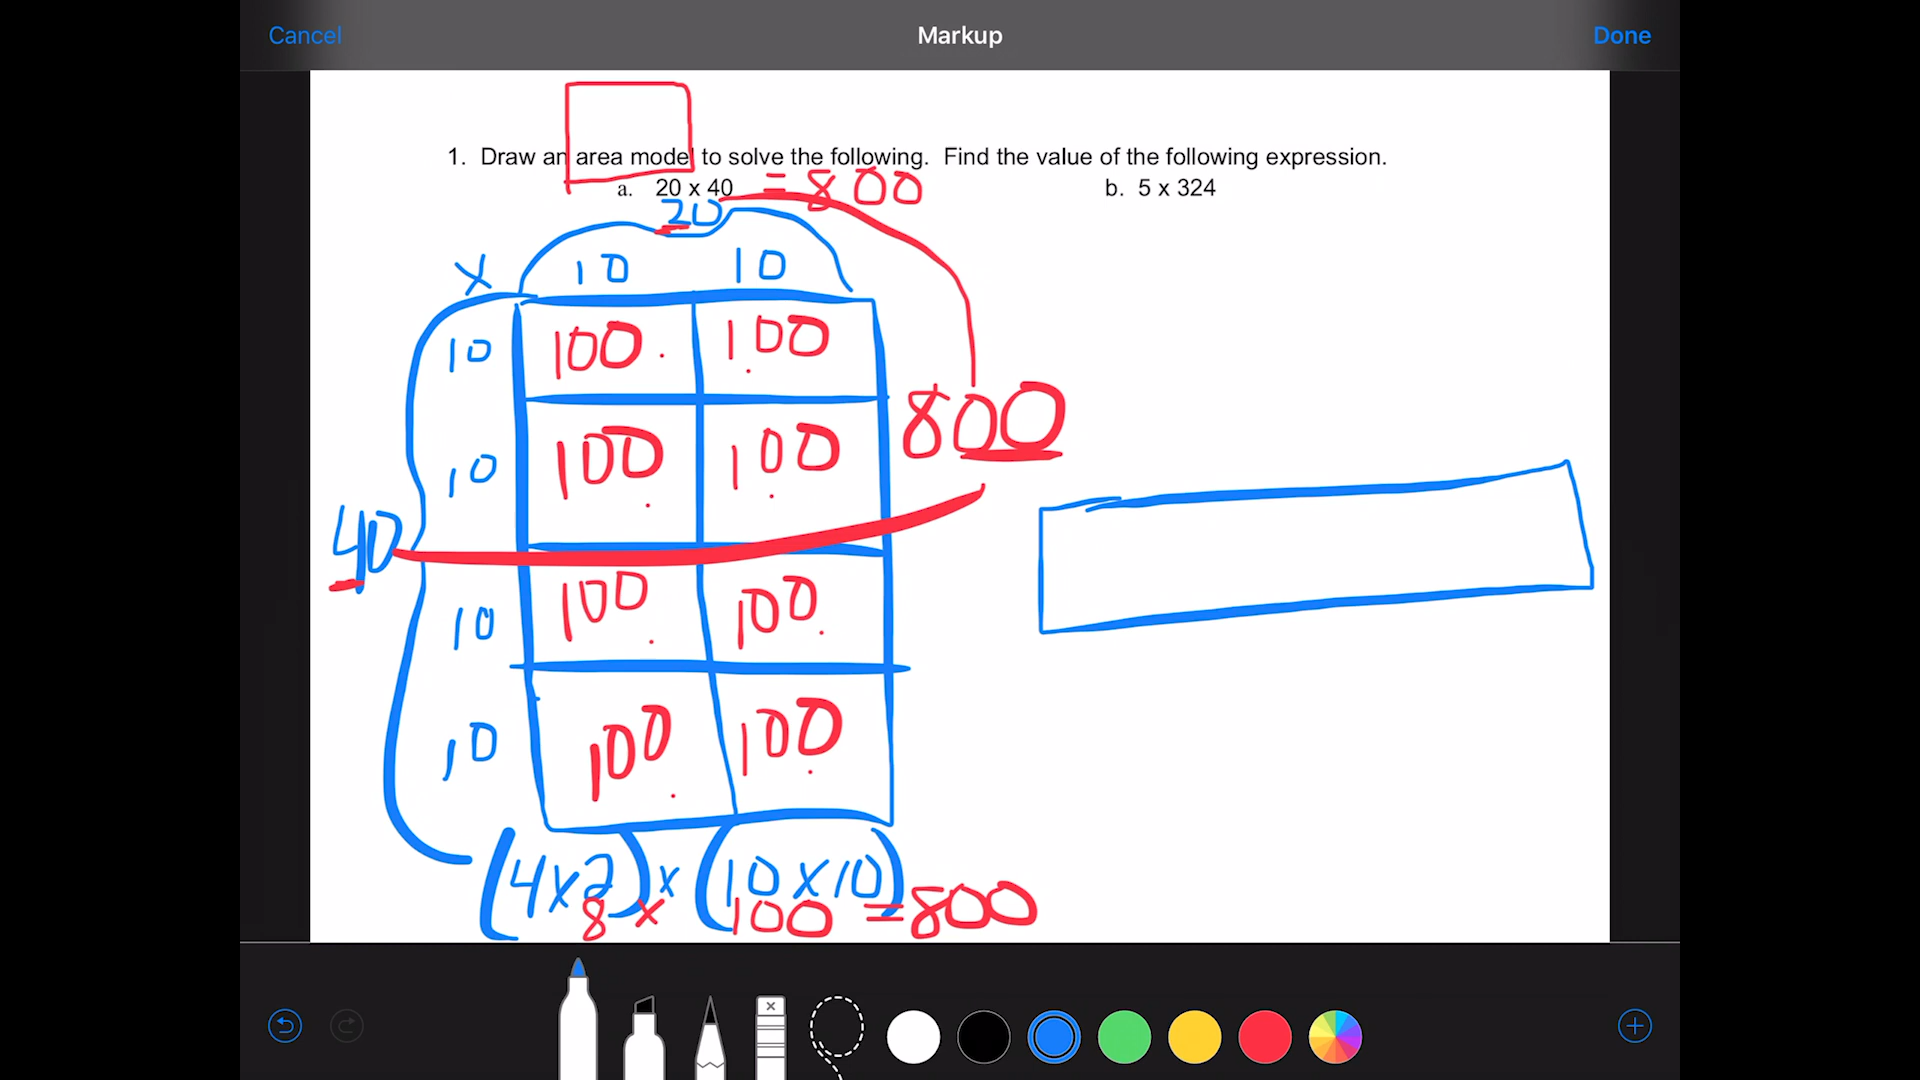 Cancel Markup Done
1. Draw an area model to solve the following. Find the value of the following expression.
a. 20 x 40 = 800 b. 5 x 324
20
x 10 10
10 100 100
800
10 100 100
40
10 100 100
10 100 100
(4x2) x (10x10)
8 x 100 = 800